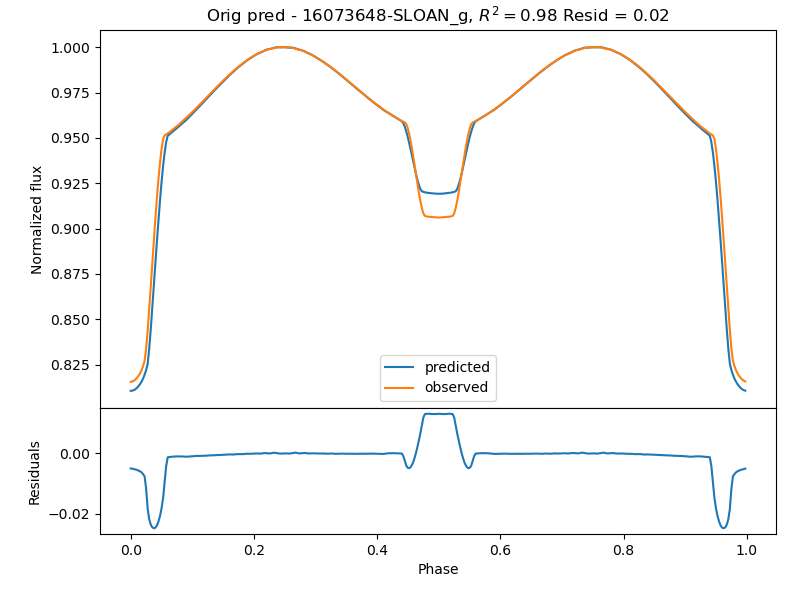 Orig pred - 16073648-SLOAN_g, R² = 0.98 Resid = 0.02
1.000
0.975
0.950
0.925
0.900
0.875
0.850
0.825
Normalized flux
predicted
observed
0.00
−0.02
Residuals
0.0 0.2 0.4 0.6 0.8 1.0
Phase